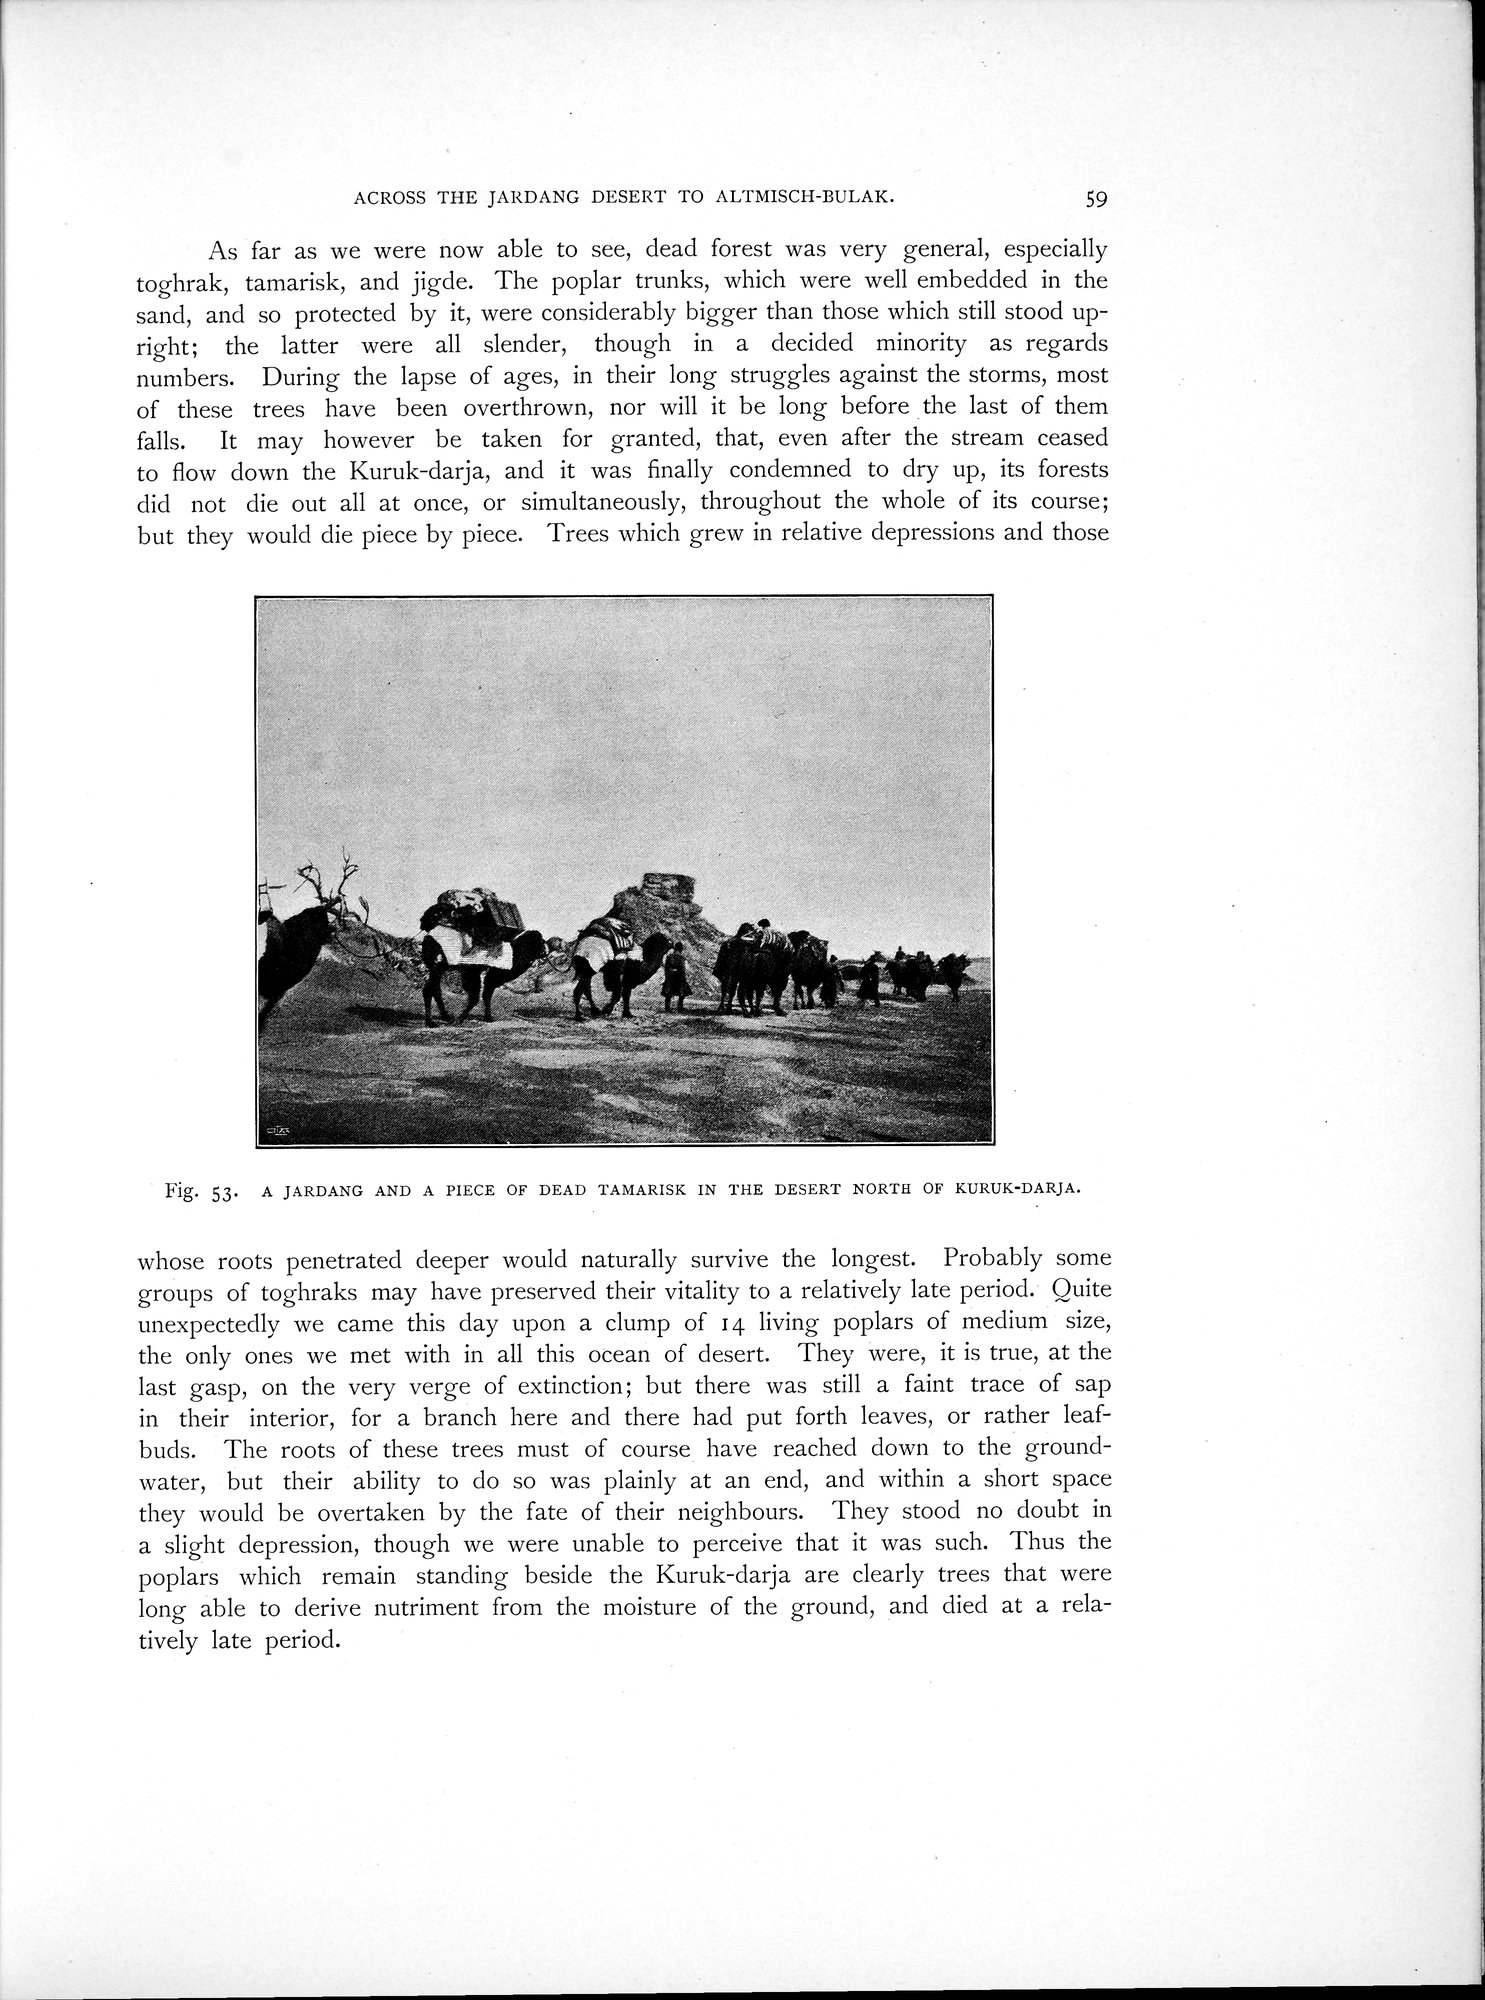 ACROSS THE JARDANG DESERT TO ALTMISCH-BULAK. 59
As far as we were now able to see, dead forest was very general, especially
toghrak, tamarisk, and jigde. The poplar trunks, which were well embedded in the
sand, and so protected by it, were considerably bigger than those which still stood up-
right; the latter were all slender, though in a decided minority as regards
numbers. During the lapse of ages, in their long struggles against the storms, most
of these trees have been overthrown, nor will it be long before the last of them
falls. It may however be taken for granted, that, even after the stream ceased
to flow down the Kuruk-darja, and it was finally condemned to dry up, its forests
did not die out all at once, or simultaneously, throughout the whole of its course;
but they would die piece by piece. Trees which grew in relative depressions and those
Fig. 53. A JARDANG AND A PIECE OF DEAD TAMARISK IN THE DESERT NORTH OF KURUK-DARJA.
whose roots penetrated deeper would naturally survive the longest. Probably some
groups of toghraks may have preserved their vitality to a relatively late period. Quite
unexpectedly we came this day upon a clump of 14 living poplars of medium size,
the only ones we met with in all this ocean of desert. They were, it is true, at the
last gasp, on the very verge of extinction; but there was still a faint trace of sap
in their interior, for a branch here and there had put forth leaves, or rather leaf-
buds. The roots of these trees must of course have reached down to the ground-
water, but their ability to do so was plainly at an end, and within a short space
they would be overtaken by the fate of their neighbours. They stood no doubt in
a slight depression, though we were unable to perceive that it was such. Thus the
poplars which remain standing beside the Kuruk-darja are clearly trees that were
long able to derive nutriment from the moisture of the ground, and died at a rela-
tively late period.